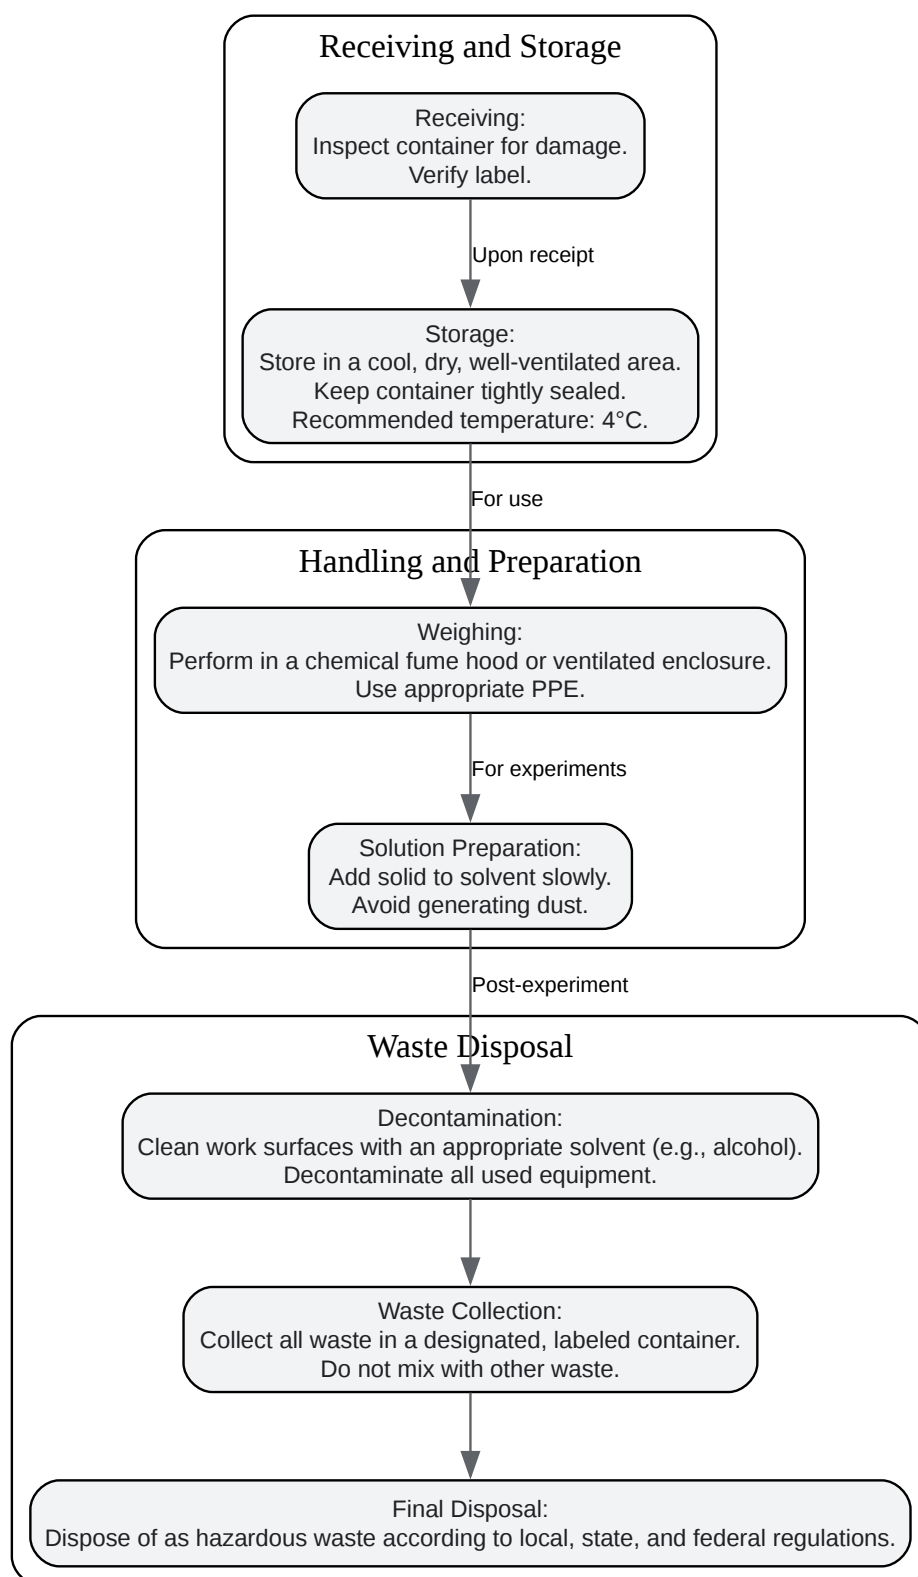 Receiving and Storage
Receiving:
Inspect container for damage.
Verify label.
Upon receipt
Storage:
Store in a cool, dry, well-ventilated area.
Keep container tightly sealed.
Recommended temperature: 4°C.
For use
Handling and Preparation
Weighing:
Perform in a chemical fume hood or ventilated enclosure.
Use appropriate PPE.
For experiments
Solution Preparation:
Add solid to solvent slowly.
Avoid generating dust.
Post-experiment
Waste Disposal
Decontamination:
Clean work surfaces with an appropriate solvent (e.g., alcohol).
Decontaminate all used equipment.
Waste Collection:
Collect all waste in a designated, labeled container.
Do not mix with other waste.
Final Disposal:
Dispose of as hazardous waste according to local, state, and federal regulations.